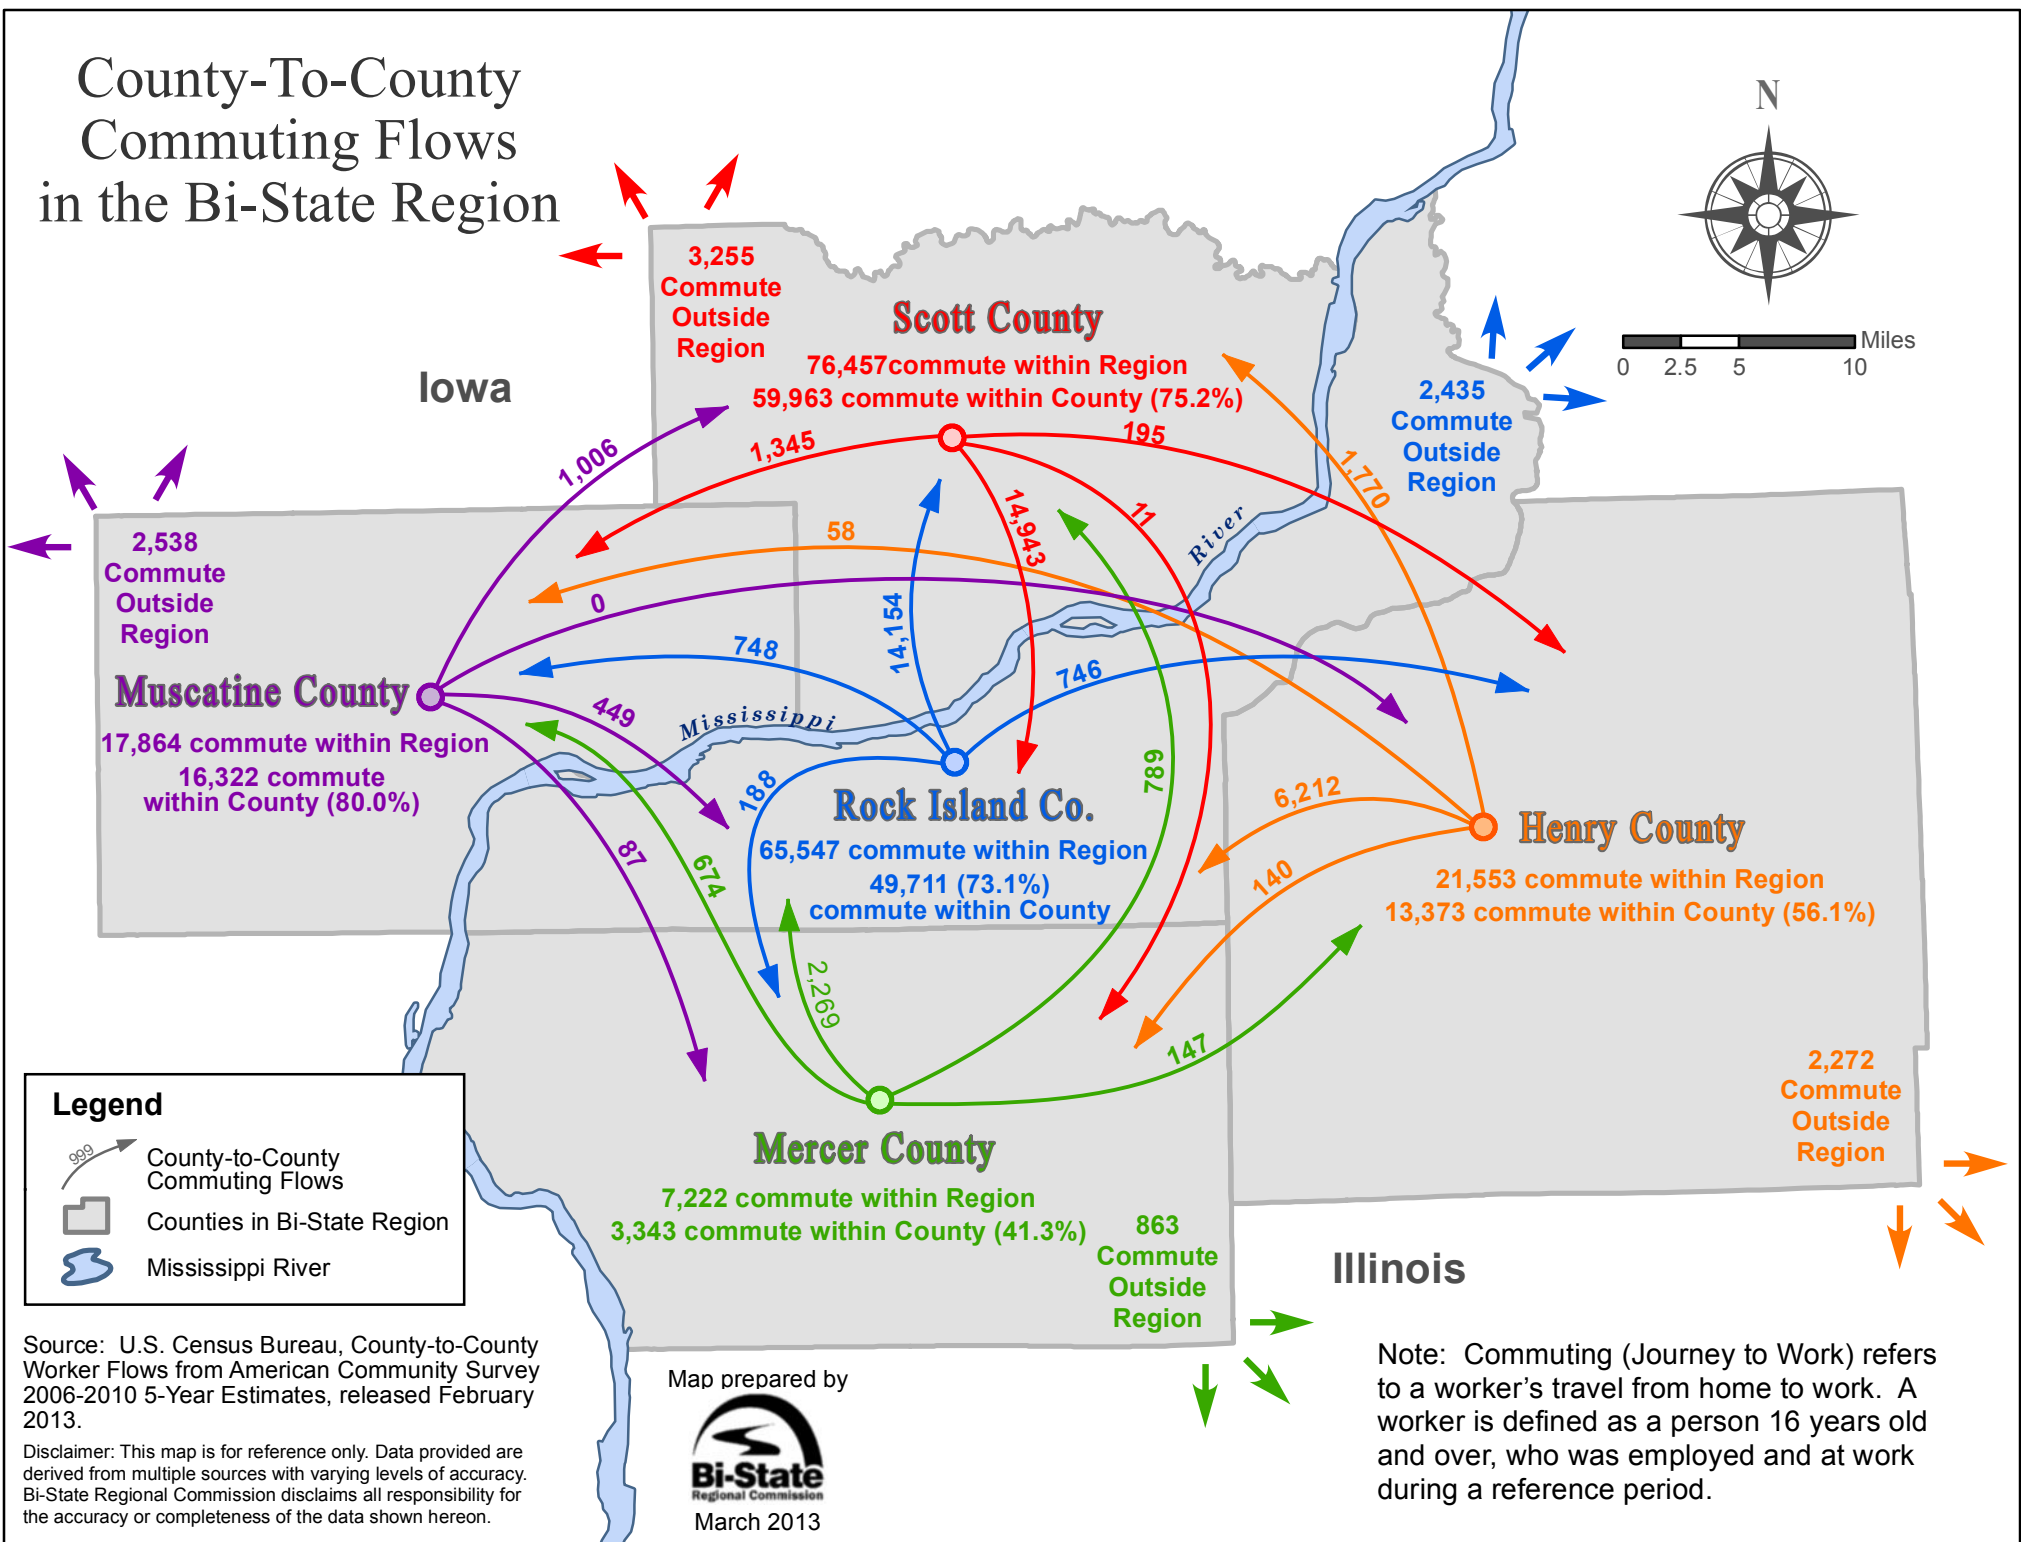 County-To-County
Commuting Flows
in the Bi-State Region
N
Miles
0
2.5
5
10
Iowa
3,255
Commute
Outside
Region
Scott County
76,457commute within Region
59,963 commute within County (75.2%)
2,435
Commute
Outside
Region
1,006
1,345
195
1,770
14,943
11
58
0
2,538
Commute
Outside
Region
River
748
14,154
746
Muscatine County
449
Mississippi
17,864 commute within Region
16,322 commute
within County (80.0%)
188
789
87
674
Rock Island Co.
65,547 commute within Region
49,711 (73.1%)
commute within County
6,212
140
Henry County
21,553 commute within Region
13,373 commute within County (56.1%)
2,269
147
2,272
Commute
Outside
Region
Mercer County
7,222 commute within Region
3,343 commute within County (41.3%)
863
Commute
Outside
Region
Illinois
Legend
999
County-to-County
Commuting Flows
Counties in Bi-State Region
Mississippi River
Source:  U.S. Census Bureau, County-to-County
Worker Flows from American Community Survey
2006-2010 5-Year Estimates, released February
2013.
Disclaimer: This map is for reference only. Data provided are
derived from multiple sources with varying levels of accuracy.
Bi-State Regional Commission disclaims all responsibility for
the accuracy or completeness of the data shown hereon.
Map prepared by
Bi-State
Regional Commission
March 2013
Note:  Commuting (Journey to Work) refers
to a worker's travel from home to work.  A
worker is defined as a person 16 years old
and over, who was employed and at work
during a reference period.